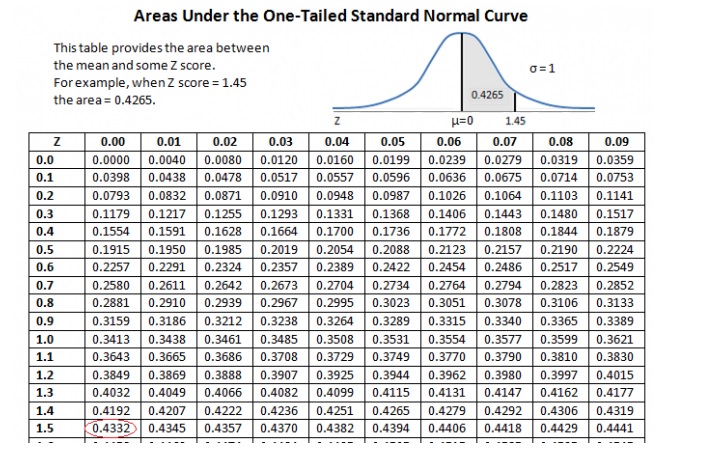 Areas Under the One-Tailed Standard Normal Curve
This table provides the area between
the mean and some Z score.
For example, when Z score = 1.45
the area = 0.4265.
σ=1
0.4265
Z μ=0 1.45
Z 0.00 0.01 0.02 0.03 0.04 0.05 0.06 0.07 0.08 0.09
0.0 0.0000 0.0040 0.0080 0.0120 0.0160 0.0199 0.0239 0.0279 0.0319 0.0359
0.1 0.0398 0.0438 0.0478 0.0517 0.0557 0.0596 0.0636 0.0675 0.0714 0.0753
0.2 0.0793 0.0832 0.0871 0.0910 0.0948 0.0987 0.1026 0.1064 0.1103 0.1141
0.3 0.1179 0.1217 0.1255 0.1293 0.1331 0.1368 0.1406 0.1443 0.1480 0.1517
0.4 0.1554 0.1591 0.1628 0.1664 0.1700 0.1736 0.1772 0.1808 0.1844 0.1879
0.5 0.1915 0.1950 0.1985 0.2019 0.2054 0.2088 0.2123 0.2157 0.2190 0.2224
0.6 0.2257 0.2291 0.2324 0.2357 0.2389 0.2422 0.2454 0.2486 0.2517 0.2549
0.7 0.2580 0.2611 0.2642 0.2673 0.2704 0.2734 0.2764 0.2794 0.2823 0.2852
0.8 0.2881 0.2910 0.2939 0.2967 0.2995 0.3023 0.3051 0.3078 0.3106 0.3133
0.9 0.3159 0.3186 0.3212 0.3238 0.3264 0.3289 0.3315 0.3340 0.3365 0.3389
1.0 0.3413 0.3438 0.3461 0.3485 0.3508 0.3531 0.3554 0.3577 0.3599 0.3621
1.1 0.3643 0.3665 0.3686 0.3708 0.3729 0.3749 0.3770 0.3790 0.3810 0.3830
1.2 0.3849 0.3869 0.3888 0.3907 0.3925 0.3944 0.3962 0.3980 0.3997 0.4015
1.3 0.4032 0.4049 0.4066 0.4082 0.4099 0.4115 0.4131 0.4147 0.4162 0.4177
1.4 0.4192 0.4207 0.4222 0.4236 0.4251 0.4265 0.4279 0.4292 0.4306 0.4319
1.5 0.4332 0.4345 0.4357 0.4370 0.4382 0.4394 0.4406 0.4418 0.4429 0.4441